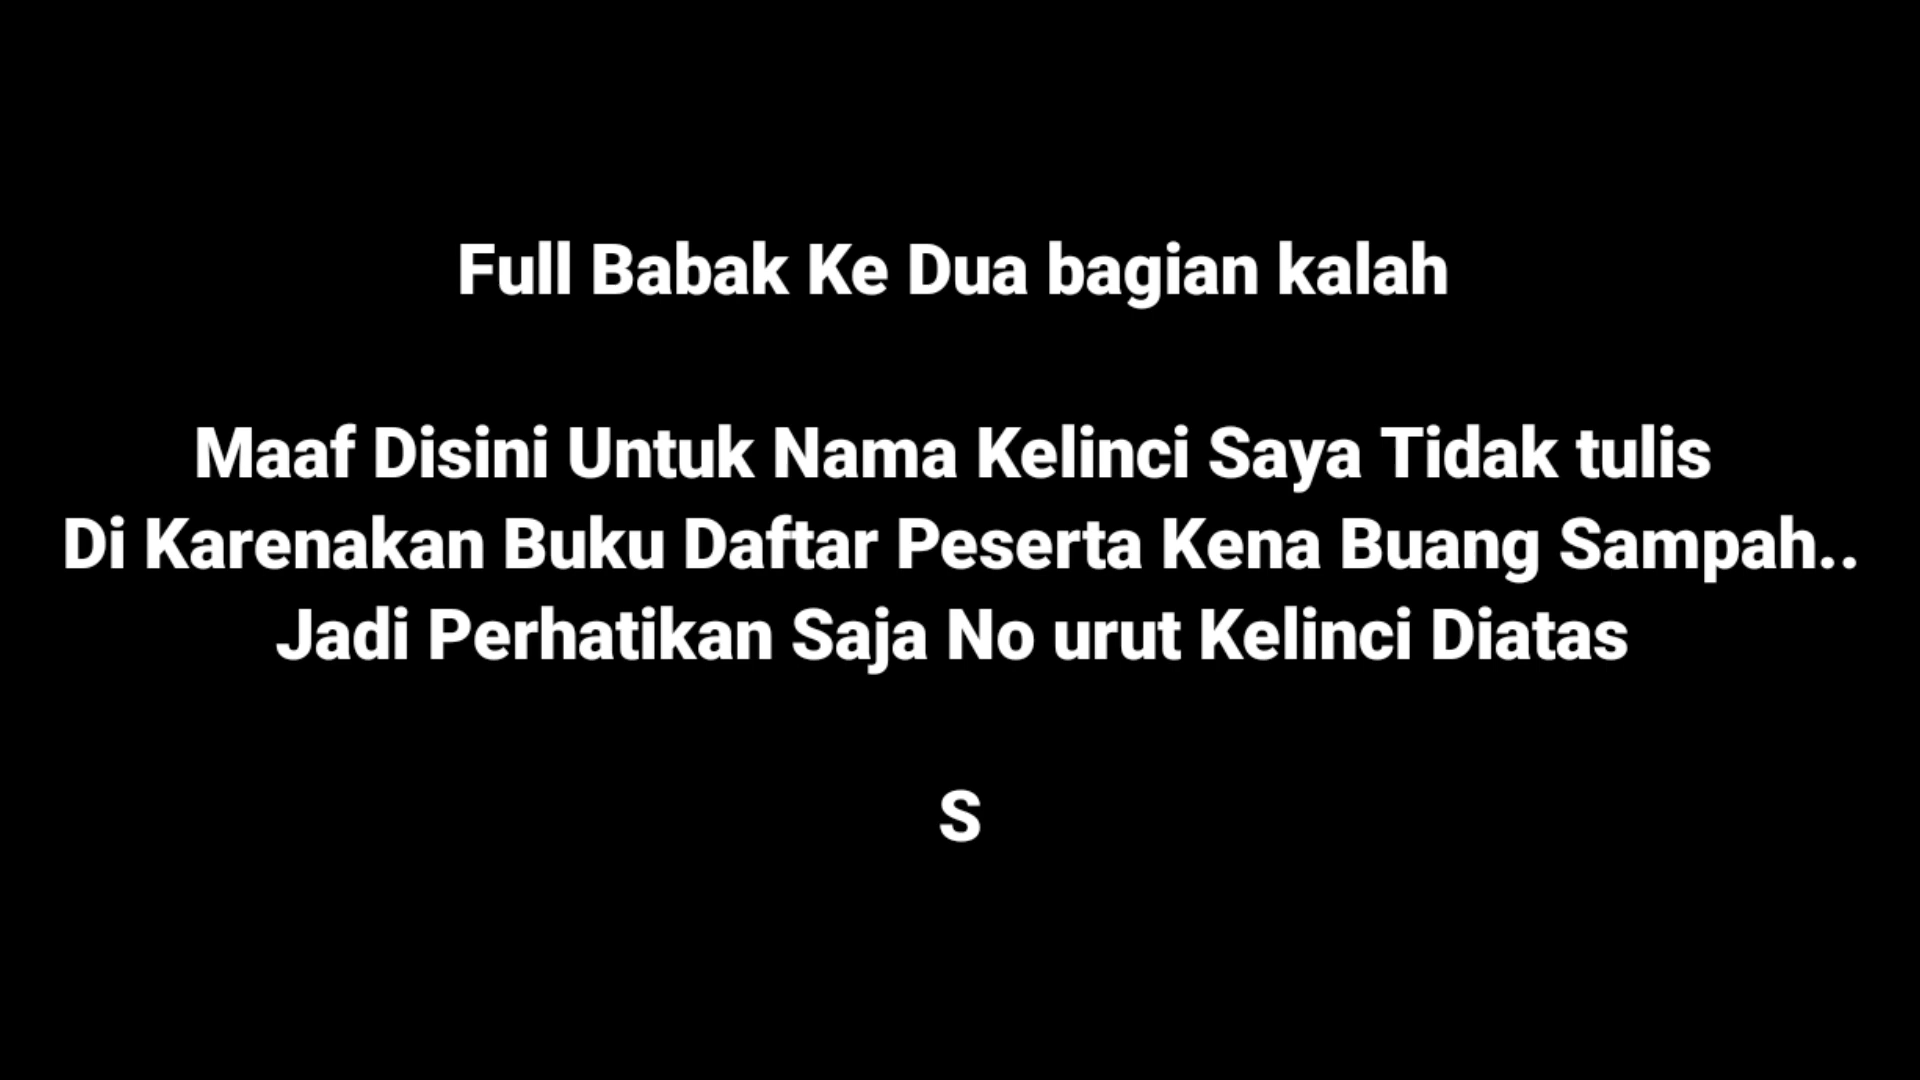 Full Babak Ke Dua bagian kalah
Maaf Disini Untuk Nama Kelinci Saya Tidak tulis
Di Karenakan Buku Daftar Peserta Kena Buang Sampah..
Jadi Perhatikan Saja No urut Kelinci Diatas
S